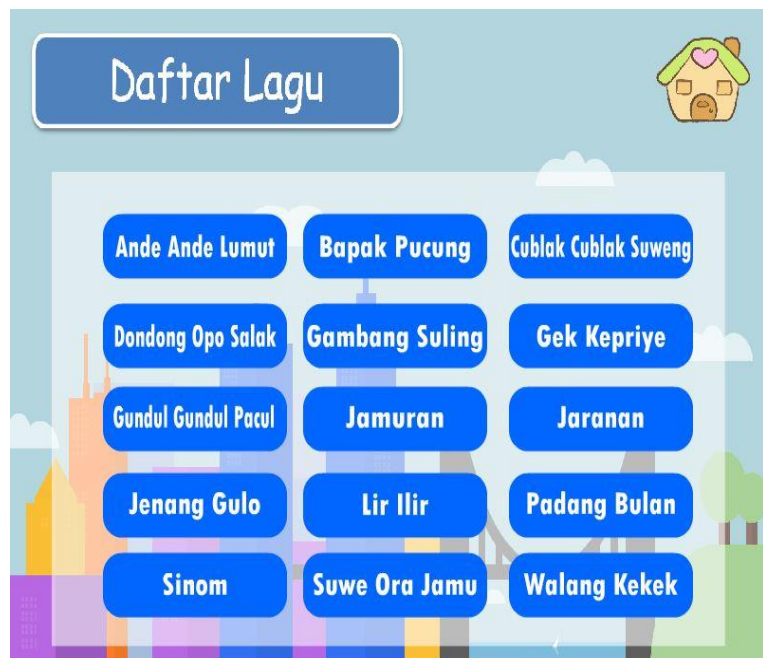 Daftar Lagu
Ande Ande Lumut
Bapak Pucung
Cublak Cublak Suweng
Dondong Opo Salak
Gambang Suling
Gek Kepriye
Gundul Gundul Pacul
Jamuran
Jaranan
Jenang Gulo
Lir Ilir
Padang Bulan
Sinom
Suwe Ora Jamu
Walang Kekek